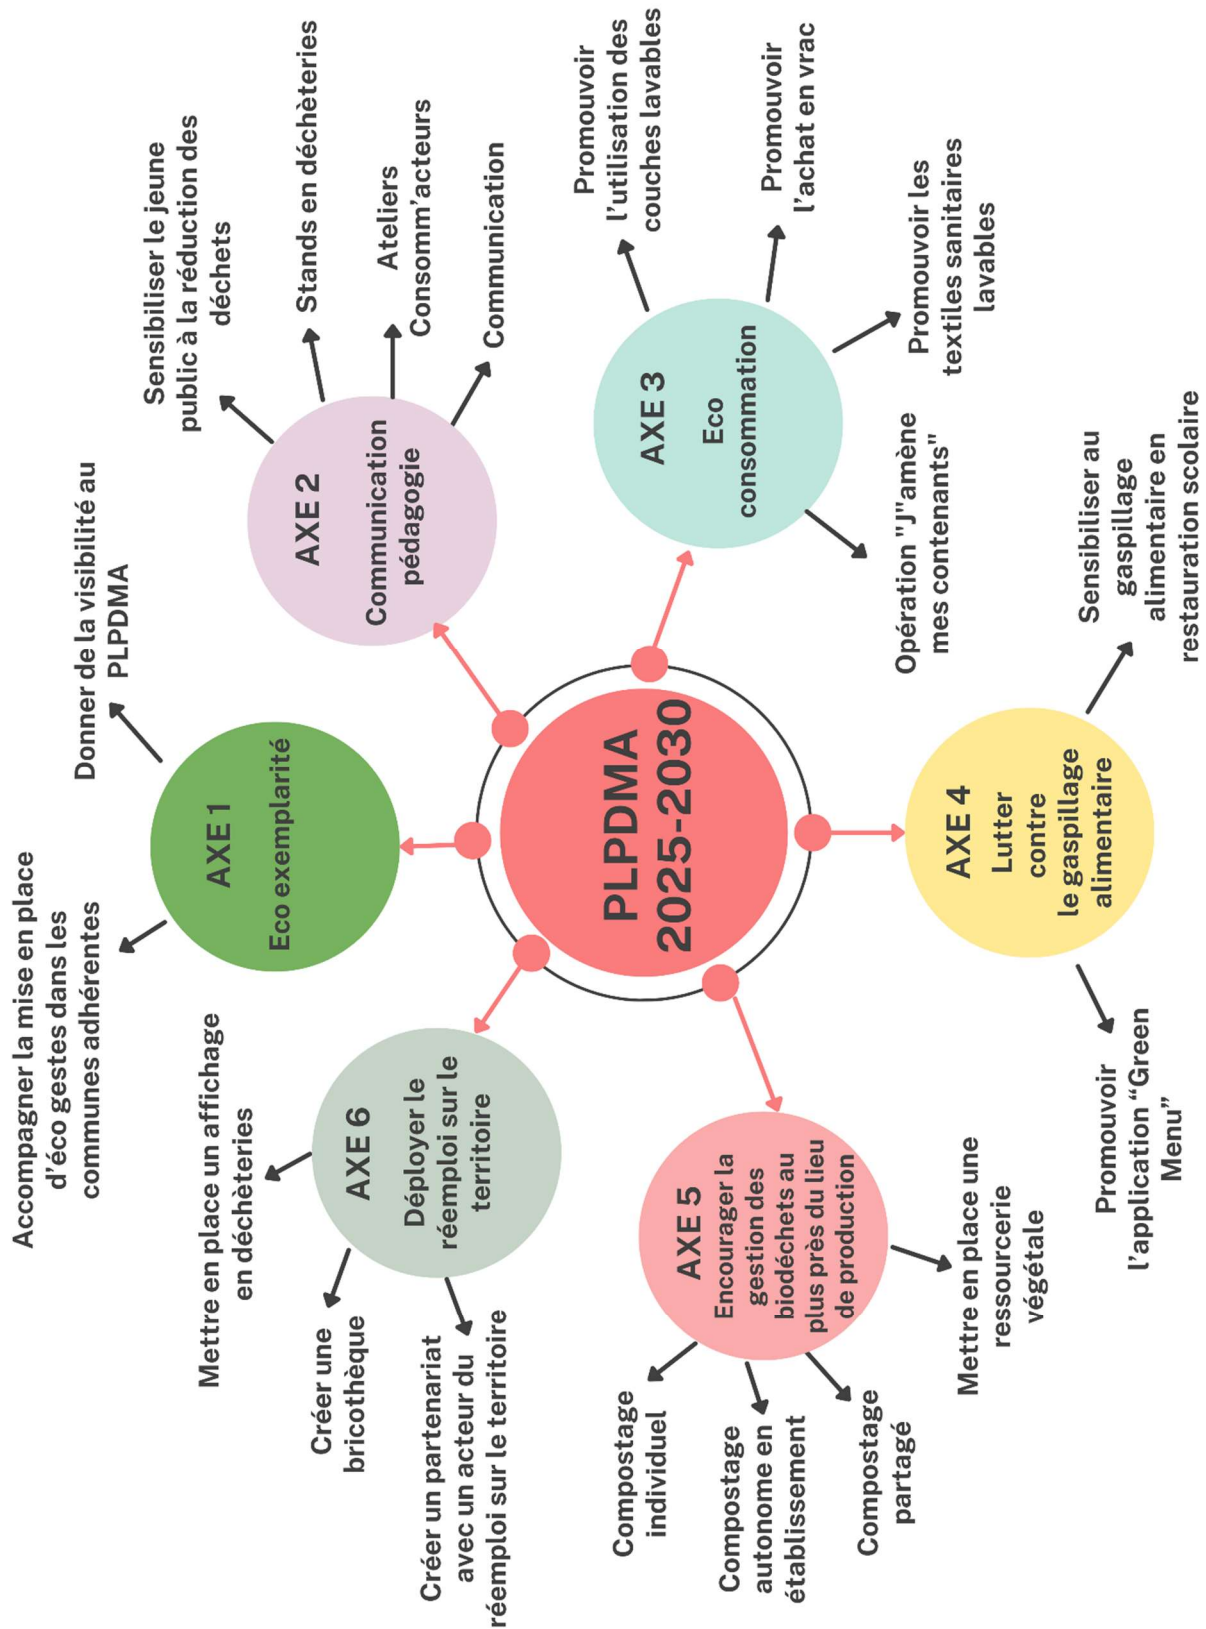 PLPDMA
2025-2030
AXE 1
Eco exemplarité
Accompagner la mise en place
d'éco gestes dans les
communes adhérentes
Donner de la visibilité au
PLPDMA
AXE 2
Communication
pédagogie
Sensibiliser le jeune
public à la réduction des
déchets
Stands en déchèteries
Ateliers
Consomm'acteurs
Communication
AXE 3
Eco
consommation
Promouvoir
l'utilisation des
couches lavables
Promouvoir
l'achat en vrac
Promouvoir les
textiles sanitaires
lavables
Opération "J"amène
mes contenants"
AXE 4
Lutter
contre
le gaspillage
alimentaire
Sensibiliser au
gaspillage
alimentaire en
restauration scolaire
Promouvoir
l'application “Green
Menu”
AXE 5
Encourager la
gestion des
biodéchets au
plus près du lieu
de production
Mettre en place une
ressourcerie
végétale
Compostage
partagé
Compostage
autonome en
établissement
Compostage
individuel
AXE 6
Déployer le
réemploi sur le
territoire
Créer un partenariat
avec un acteur du
réemploi sur le territoire
Créer une
bricothèque
Mettre en place un affichage
en déchèteries